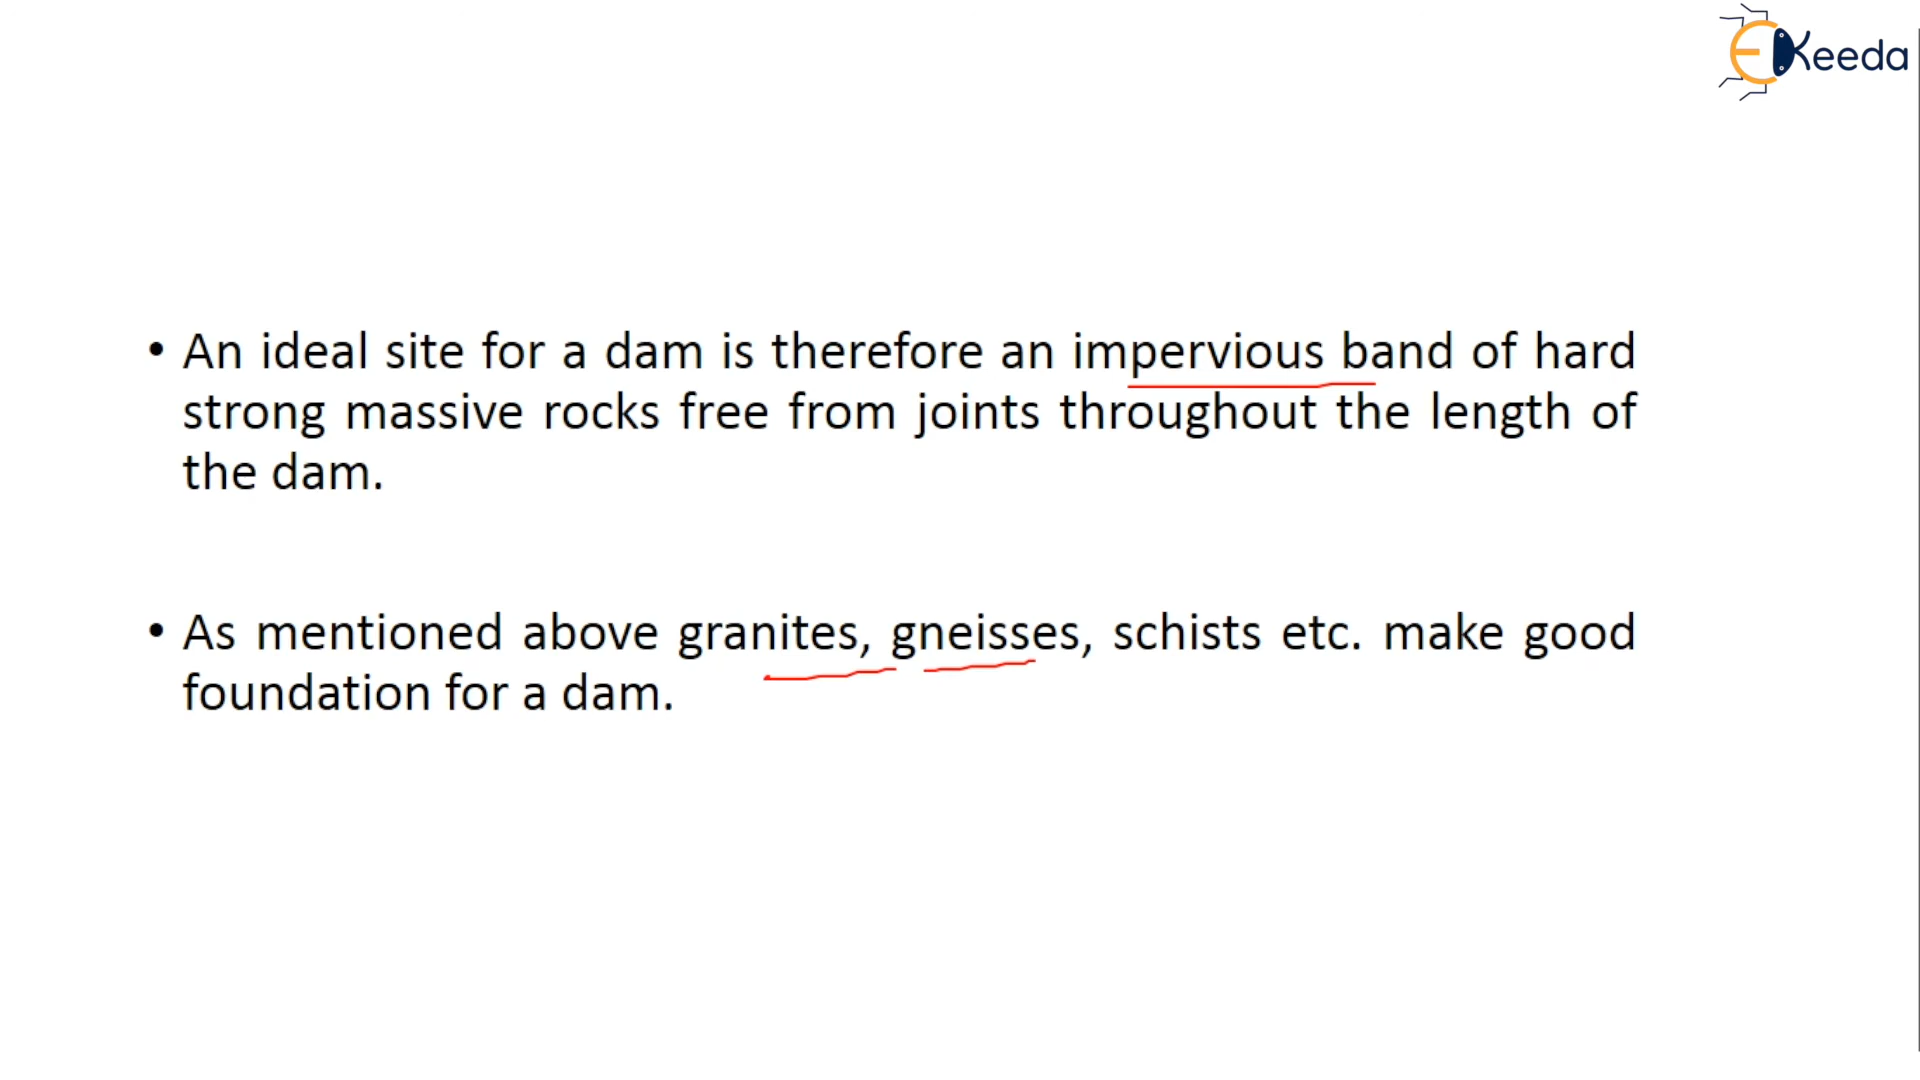 EKeeda
• An ideal site for a dam is therefore an impervious band of hard
strong massive rocks free from joints throughout the length of
the dam.
• As mentioned above granites, gneisses, schists etc. make good
foundation for a dam.